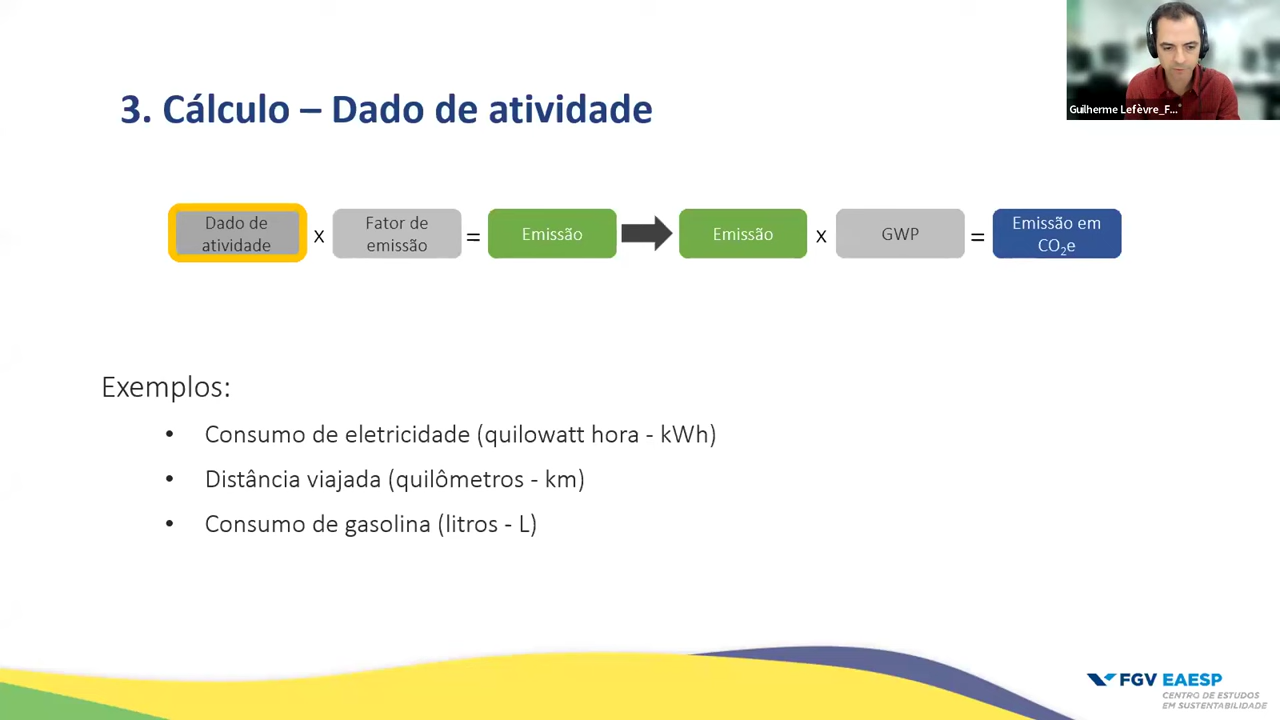 Guilherme Lefèvre_F...
3. Cálculo – Dado de atividade
Dado de
atividade
x
Fator de
emissão
=
Emissão
Emissão
x
GWP
=
Emissão em
CO₂e
Exemplos:
• Consumo de eletricidade (quilowatt hora - kWh)
• Distância viajada (quilômetros - km)
• Consumo de gasolina (litros - L)
FGV EAESP
CENTRO DE ESTUDOS
EM SUSTENTABILIDADE